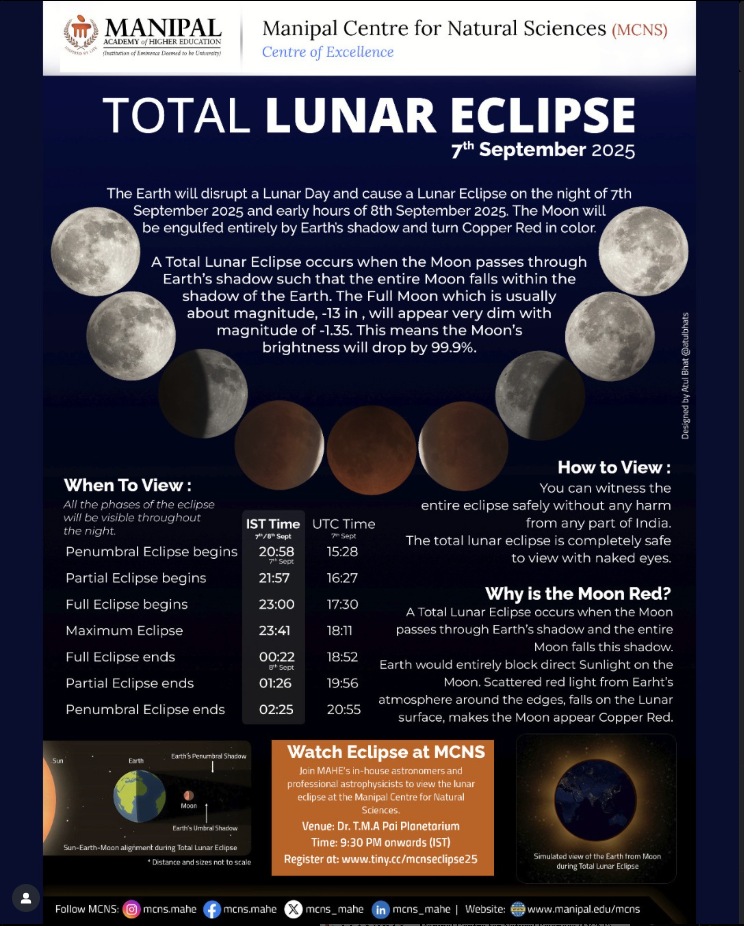 MANIPAL
ACADEMY of HIGHER EDUCATION
(Institution of Eminence Deemed to be University)
Manipal Centre for Natural Sciences (MCNS)
Centre of Excellence
TOTAL LUNAR ECLIPSE
7th September 2025
The Earth will disrupt a Lunar Day and cause a Lunar Eclipse on the night of 7th
September 2025 and early hours of 8th September 2025. The Moon will
be engulfed entirely by Earth's shadow and turn Copper Red in color.
A Total Lunar Eclipse occurs when the Moon passes through
Earth's shadow such that the entire Moon falls within the
shadow of the Earth. The Full Moon which is usually
about magnitude, -13 in , will appear very dim with
magnitude of -1.35. This means the Moon's
brightness will drop by 99.9%.
Designed by Atul Bhat @atulbhats
When To View :
All the phases of the eclipse
will be visible throughout
the night.
IST Time UTC Time
7th/8th Sept 7th Sept
Penumbral Eclipse begins 20:58 15:28
7th Sept
Partial Eclipse begins 21:57 16:27
Full Eclipse begins 23:00 17:30
Maximum Eclipse 23:41 18:11
Full Eclipse ends 00:22 18:52
8th Sept
Partial Eclipse ends 01:26 19:56
Penumbral Eclipse ends 02:25 20:55
How to View :
You can witness the
entire eclipse safely without any harm
from any part of India.
The total lunar eclipse is completely safe
to view with naked eyes.
Why is the Moon Red?
A Total Lunar Eclipse occurs when the Moon
passes through Earth's shadow and the entire
Moon falls this shadow.
Earth would entirely block direct Sunlight on the
Moon. Scattered red light from Earht's
atmosphere around the edges, falls on the Lunar
surface, makes the Moon appear Copper Red.
Sun
Earth
Earth's Penumbral Shadow
Moon
Earth's Umbral Shadow
Sun-Earth-Moon alignment during Total Lunar Eclipse
* Distance and sizes not to scale
Watch Eclipse at MCNS
Join MAHE's in-house astronomers and
professional astrophysicists to view the lunar
eclipse at the Manipal Centre for Natural
Sciences.
Venue: Dr. T.M.A Pai Planetarium
Time: 9:30 PM onwards (IST)
Register at: www.tiny.cc/mcnseclipse25
Simulated view of the Earth from Moon
during Total Lunar Eclipse
Follow MCNS: mcns.mahe mcns.mahe mcns_mahe mcns_mahe | Website: www.manipal.edu/mcns